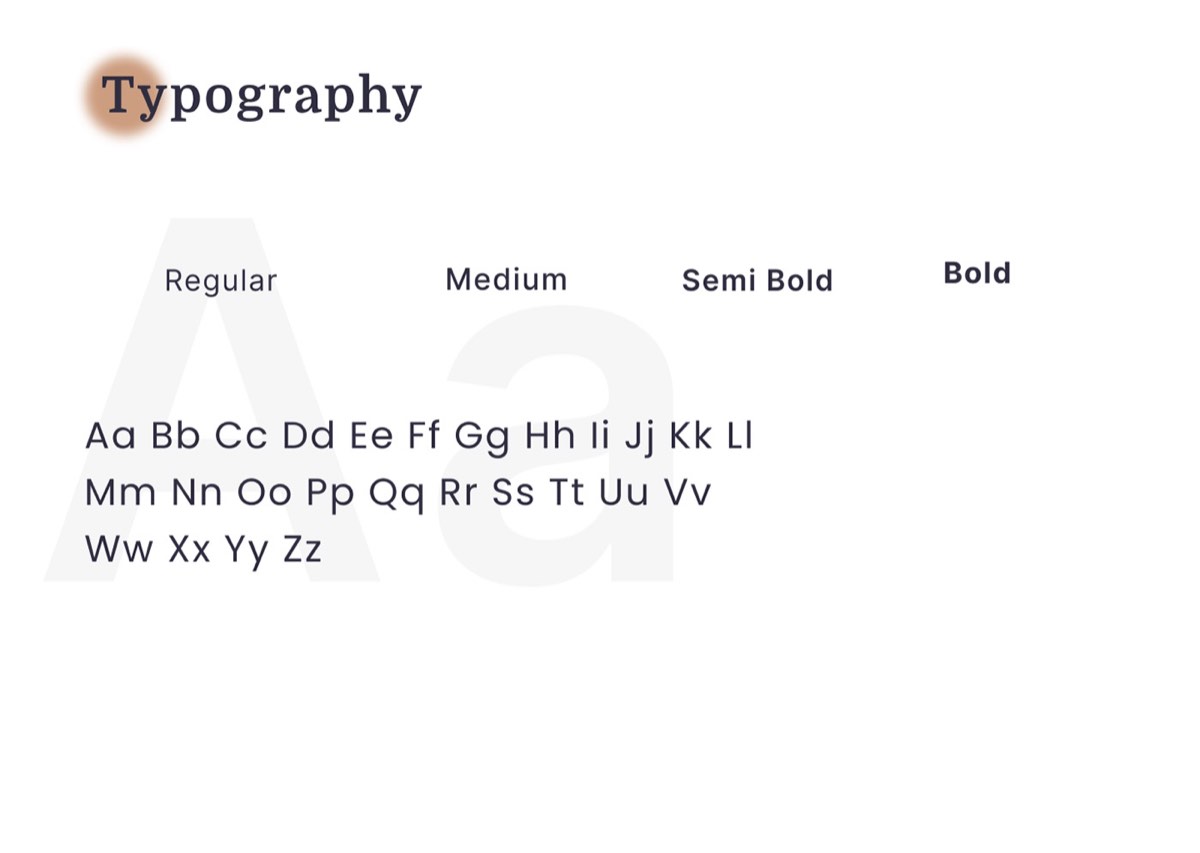 Typography
Aa
Regular Medium Semi Bold Bold
Aa Bb Cc Dd Ee Ff Gg Hh Ii Jj Kk Ll
Mm Nn Oo Pp Qq Rr Ss Tt Uu Vv
Ww Xx Yy Zz